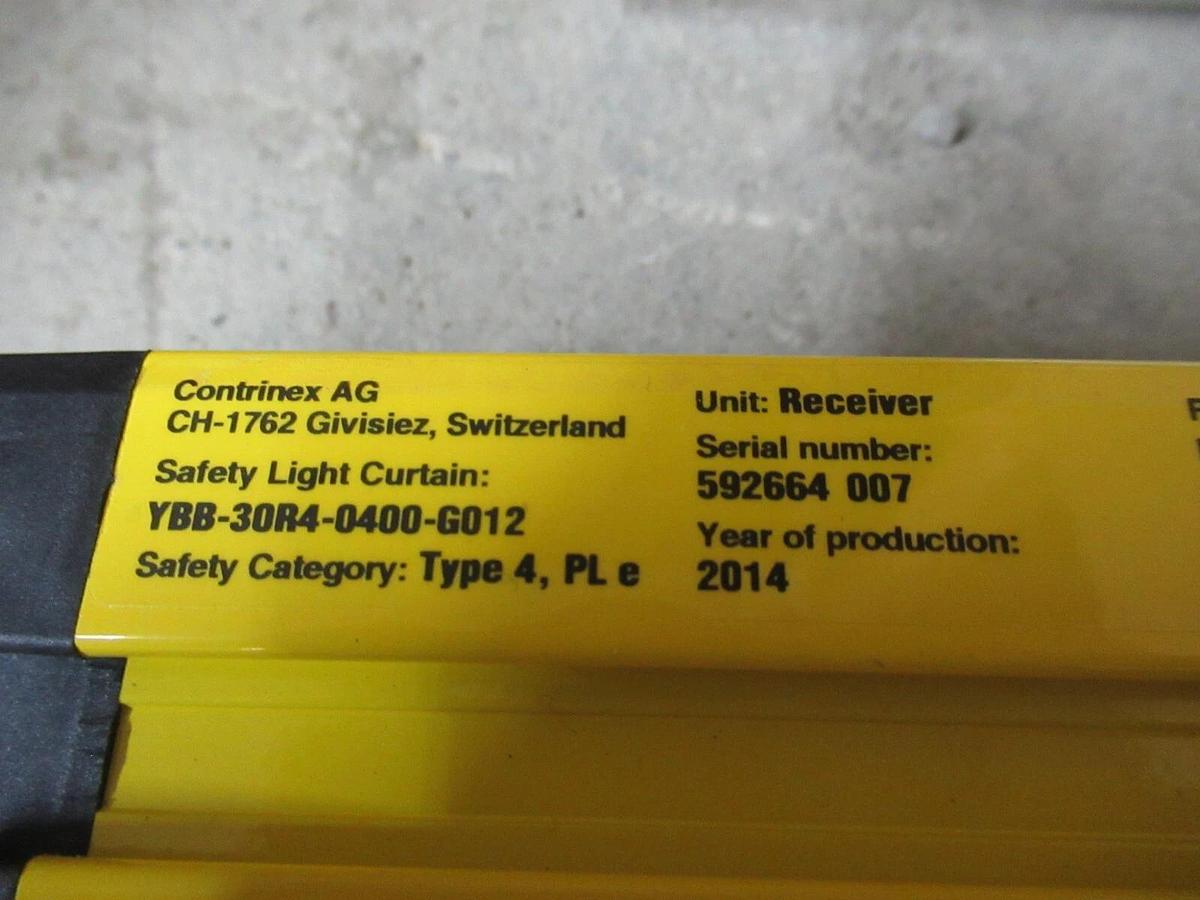 Contrinex AG
CH-1762 Givisiez, Switzerland
Safety Light Curtain:
YBB-30R4-0400-G012
Safety Category: Type 4, PL e
Unit: Receiver
Serial number:
592664 007
Year of production:
2014